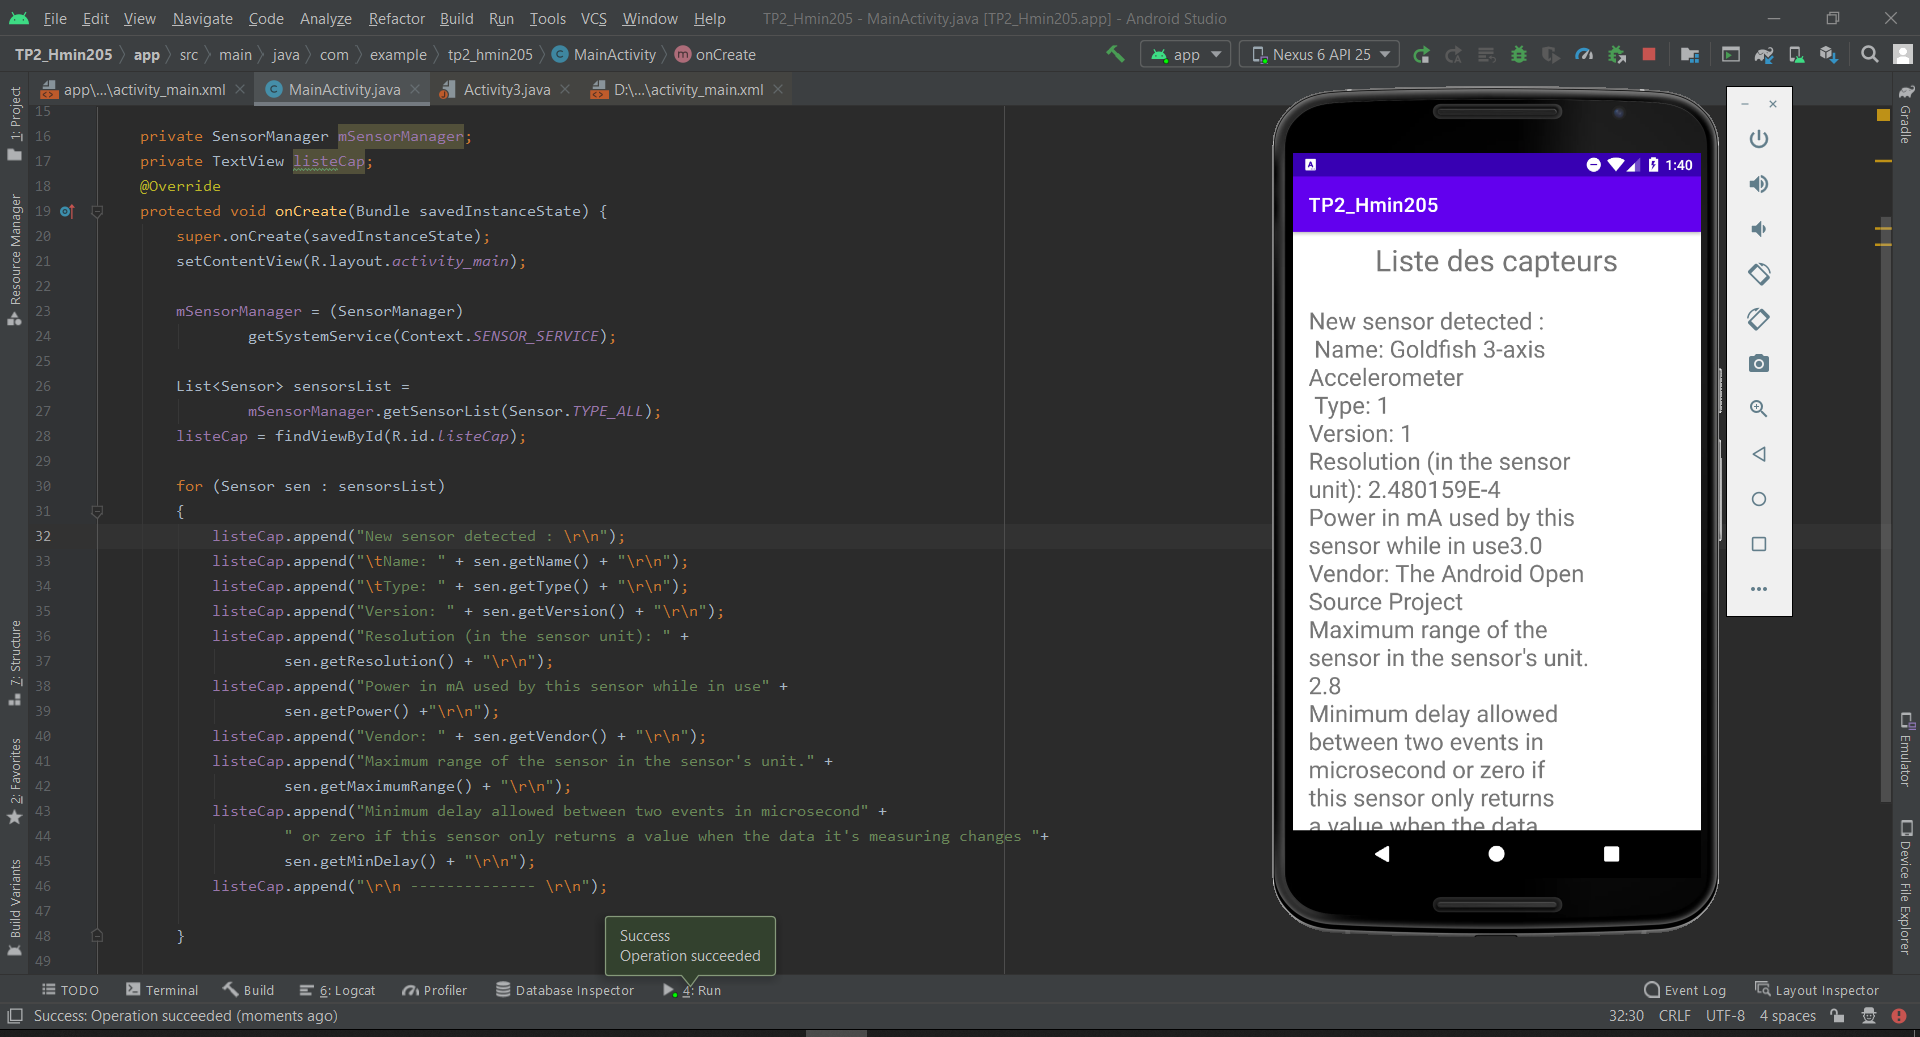 File Edit View Navigate Code Analyze Refactor Build Run Tools VCS Window Help TP2_Hmin205 - MainActivity.java [TP2_Hmin205.app] - Android Studio
TP2_Hmin205 app src main java com example tp2_hmin205 MainActivity onCreate app Nexus 6 API 25
app\...\activity_main.xml MainActivity.java Activity3.java D:\...\activity_main.xml
1: Project
Resource Manager
7: Structure
2: Favorites
Build Variants
15
16 private SensorManager mSensorManager;
17 private TextView listeCap;
18 @Override
19 protected void onCreate(Bundle savedInstanceState) {
20 super.onCreate(savedInstanceState);
21 setContentView(R.layout.activity_main);
22
23 mSensorManager = (SensorManager)
24 getSystemService(Context.SENSOR_SERVICE);
25
26 List<Sensor> sensorsList =
27 mSensorManager.getSensorList(Sensor.TYPE_ALL);
28 listeCap = findViewById(R.id.listeCap);
29
30 for (Sensor sen : sensorsList)
31 {
32 listeCap.append("New sensor detected : \r\n");
33 listeCap.append("\tName: " + sen.getName() + "\r\n");
34 listeCap.append("\tType: " + sen.getType() + "\r\n");
35 listeCap.append("Version: " + sen.getVersion() + "\r\n");
36 listeCap.append("Resolution (in the sensor unit): " +
37 sen.getResolution() + "\r\n");
38 listeCap.append("Power in mA used by this sensor while in use" +
39 sen.getPower() +"\r\n");
40 listeCap.append("Vendor: " + sen.getVendor() + "\r\n");
41 listeCap.append("Maximum range of the sensor in the sensor's unit." +
42 sen.getMaximumRange() + "\r\n");
43 listeCap.append("Minimum delay allowed between two events in microsecond" +
44 " or zero if this sensor only returns a value when the data it's measuring changes "+
45 sen.getMinDelay() + "\r\n");
46 listeCap.append("\r\n -------------- \r\n");
47
48 }
49
1:40
TP2_Hmin205
Liste des capteurs
New sensor detected :
Name: Goldfish 3-axis
Accelerometer
Type: 1
Version: 1
Resolution (in the sensor
unit): 2.480159E-4
Power in mA used by this
sensor while in use3.0
Vendor: The Android Open
Source Project
Maximum range of the
sensor in the sensor's unit.
2.8
Minimum delay allowed
between two events in
microsecond or zero if
this sensor only returns
a value when the data
Gradle
Emulator
Device File Explorer
Success
Operation succeeded
TODO Terminal Build 6: Logcat Profiler Database Inspector 4: Run Event Log Layout Inspector
Success: Operation succeeded (moments ago) 32:30 CRLF UTF-8 4 spaces